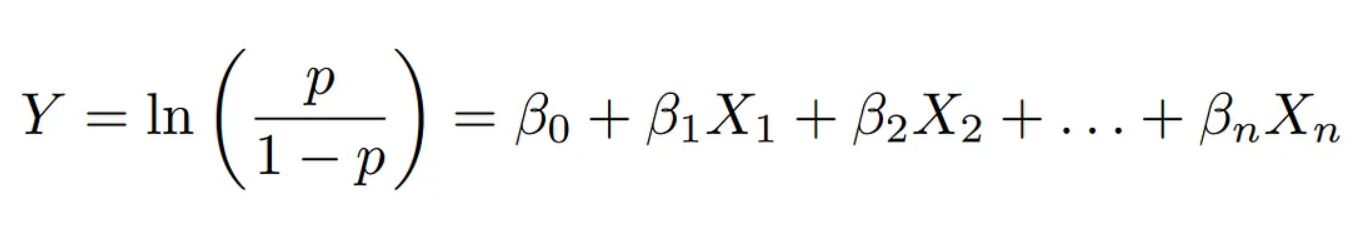 Y = ln ( p / 1 − p ) = β₀ + β₁X₁ + β₂X₂ + … + βₙXₙ